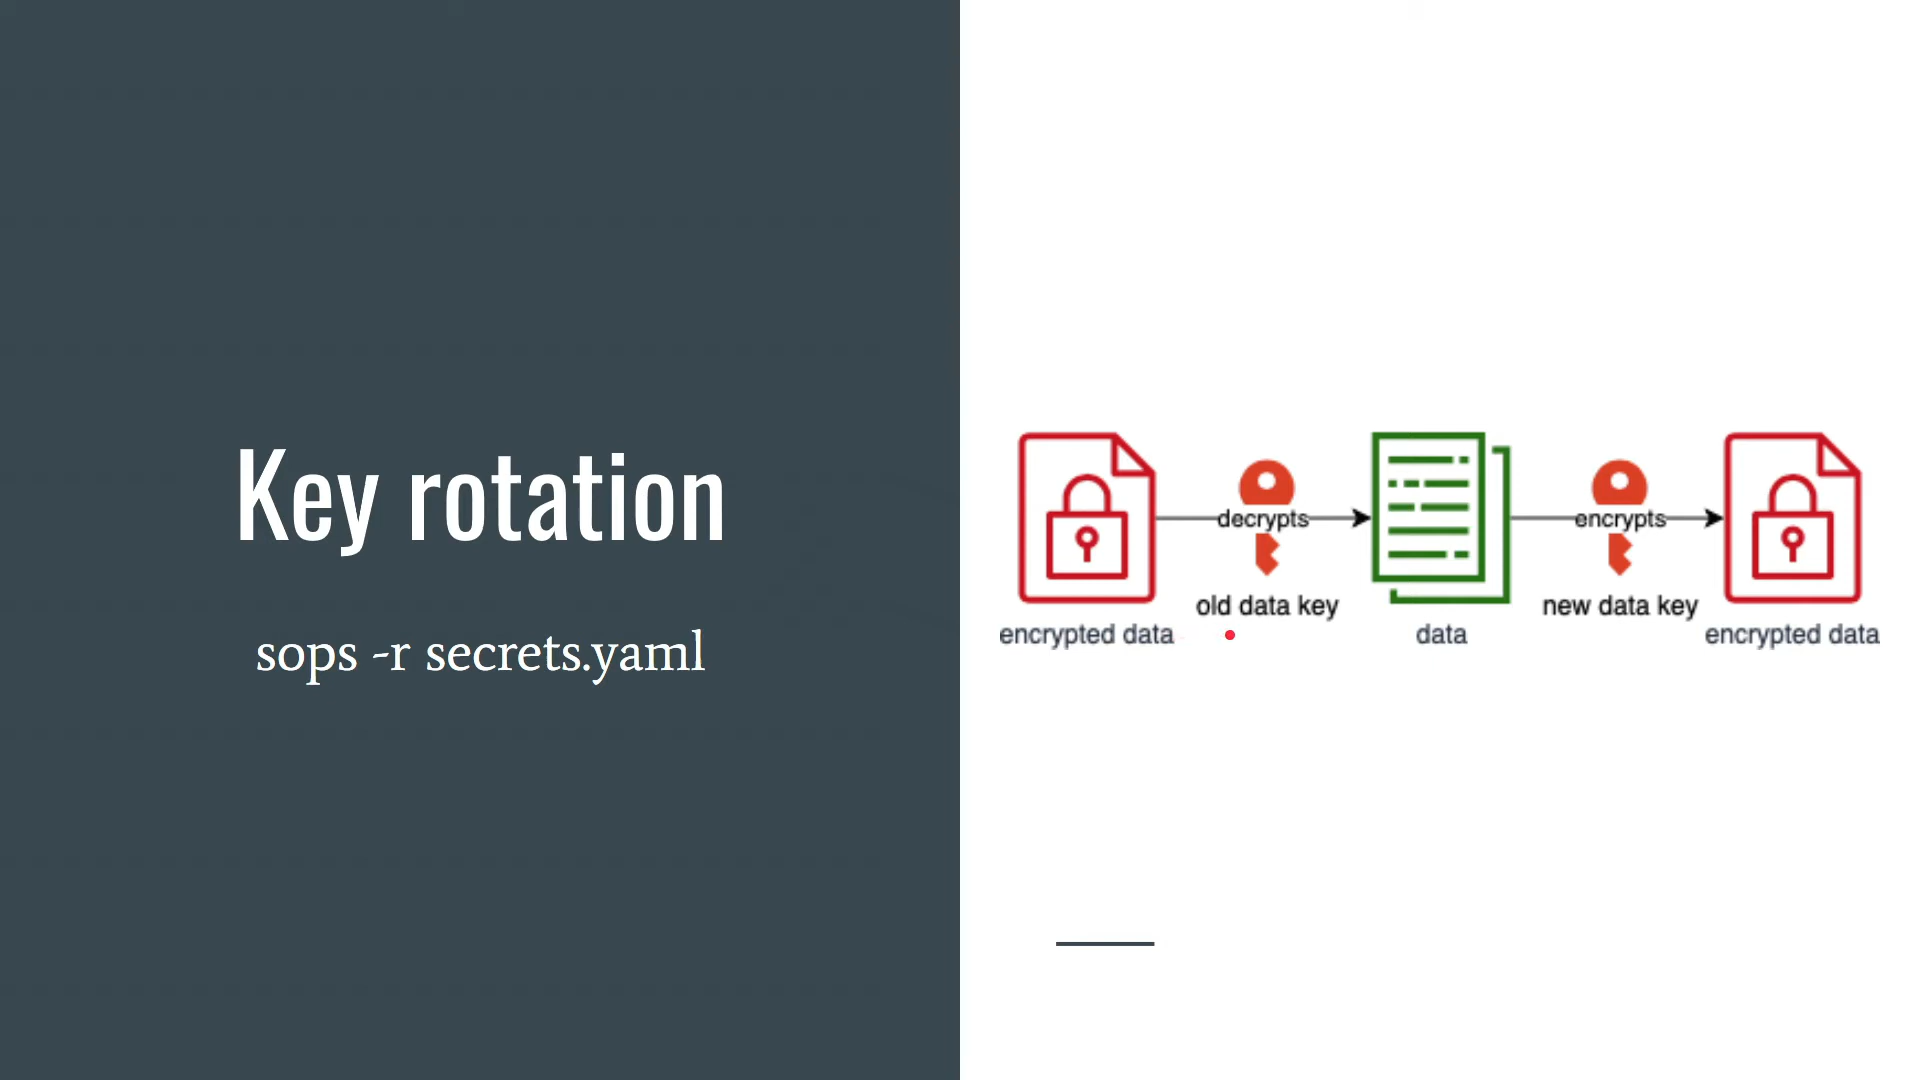 Key rotation
sops -r secrets.yaml
decrypts
encrypts
old data key
new data key
encrypted data
data
encrypted data